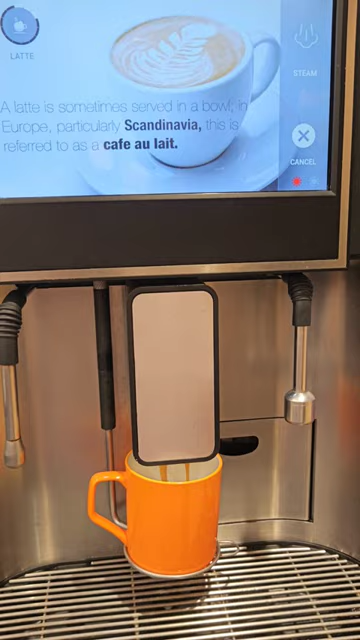 LATTE
STEAM
A latte is sometimes served in a bowl; in
Europe, particularly Scandinavia, this is
referred to as a cafe au lait.
CANCEL